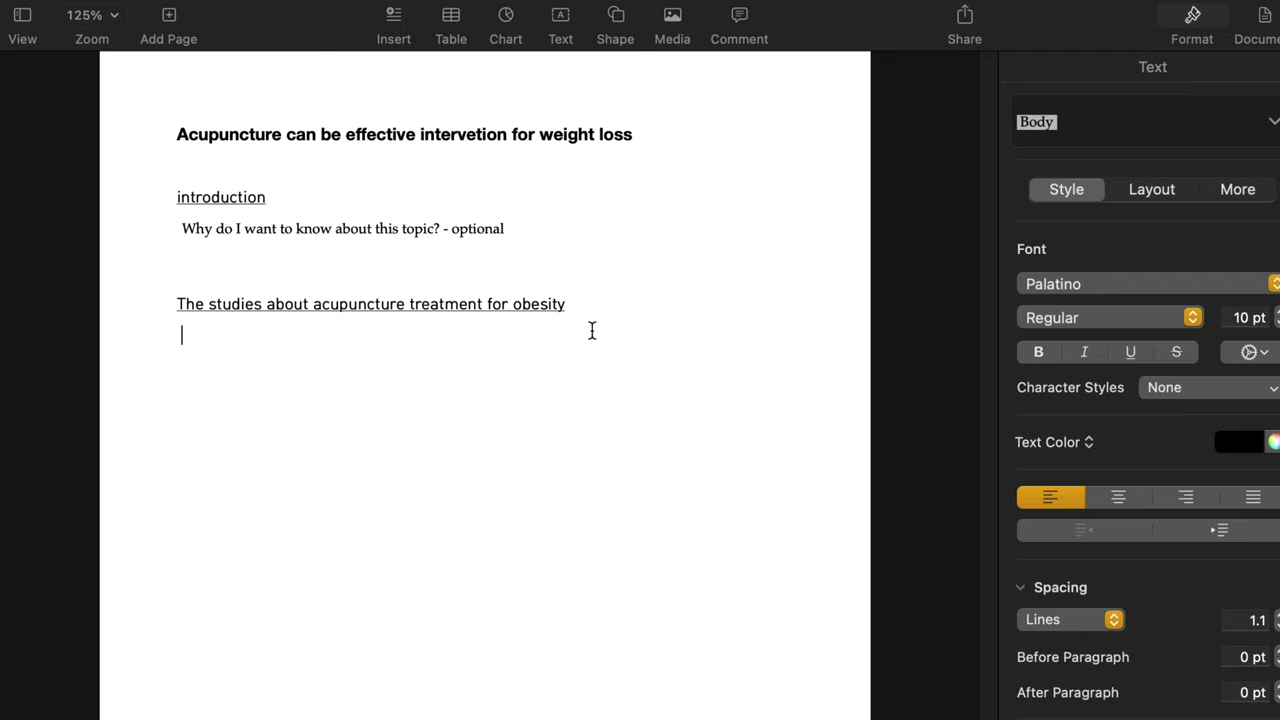 125%
View
Zoom
Add Page
Insert
Table
Chart
Text
Shape
Media
Comment
Share
Format
Docume
Acupuncture can be effective intervetion for weight loss
introduction
Why do I want to know about this topic? - optional
The studies about acupuncture treatment for obesity
Text
Body
Style
Layout
More
Font
Palatino
Regular
10 pt
B I U S
Character Styles
None
Text Color
Spacing
Lines
1.1
Before Paragraph
0 pt
After Paragraph
0 pt